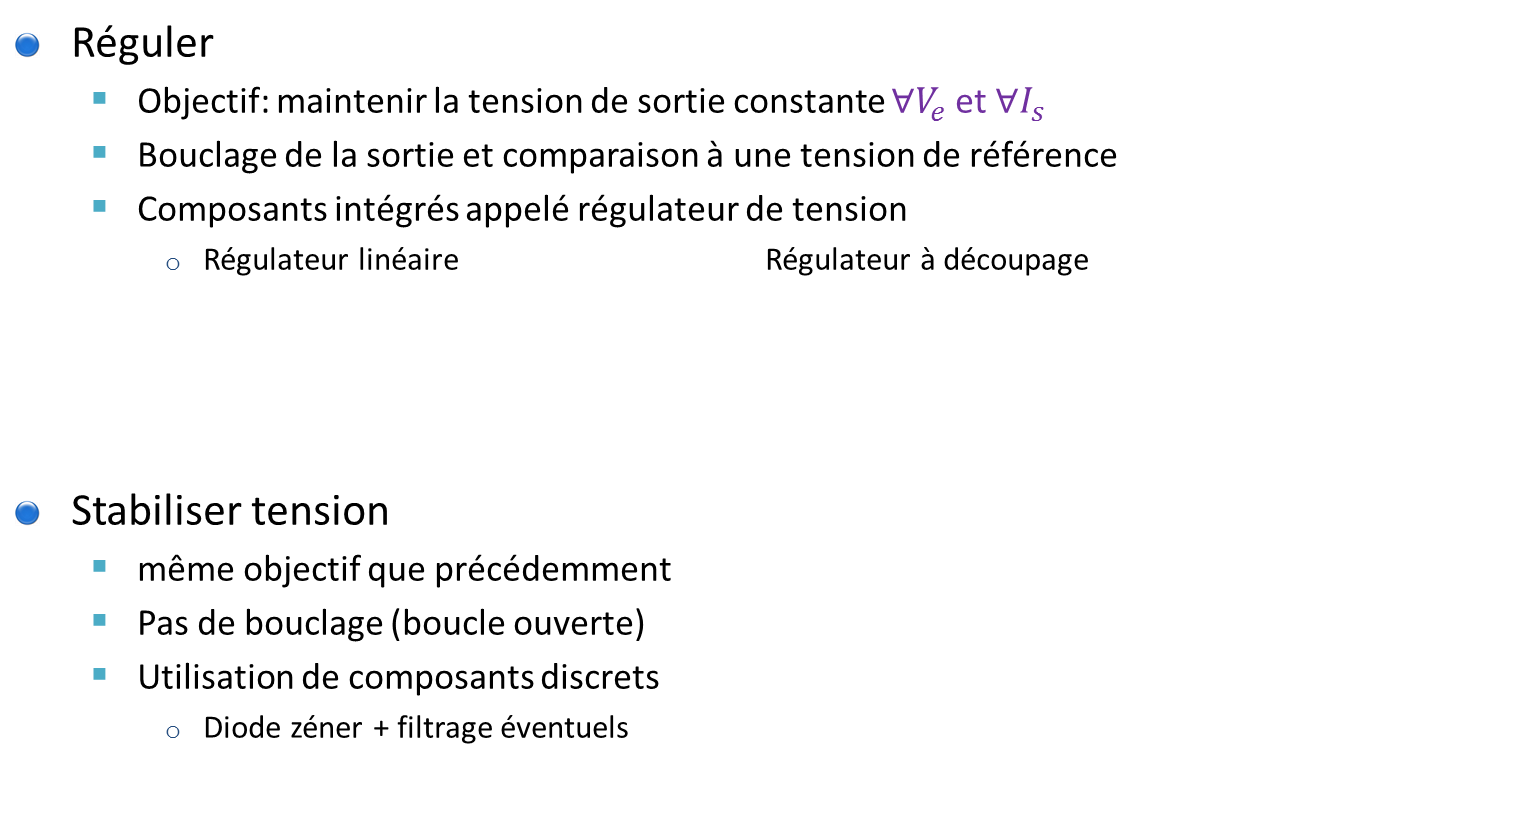 Réguler
Objectif: maintenir la tension de sortie constante ∀Ve et ∀Is
Bouclage de la sortie et comparaison à une tension de référence
Composants intégrés appelé régulateur de tension
Régulateur linéaire Régulateur à découpage
Stabiliser tension
même objectif que précédemment
Pas de bouclage (boucle ouverte)
Utilisation de composants discrets
Diode zéner + filtrage éventuels